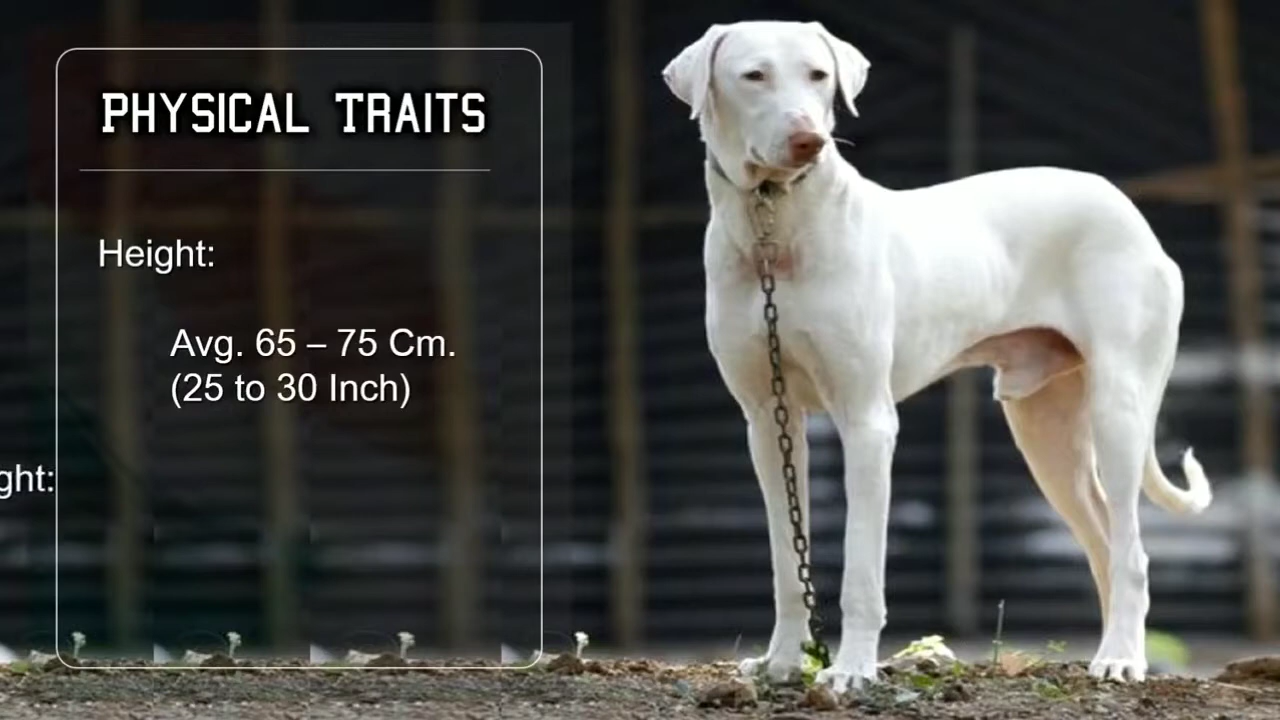 PHYSICAL TRAITS
Height:
Avg. 65 – 75 Cm.
(25 to 30 Inch)
ght: